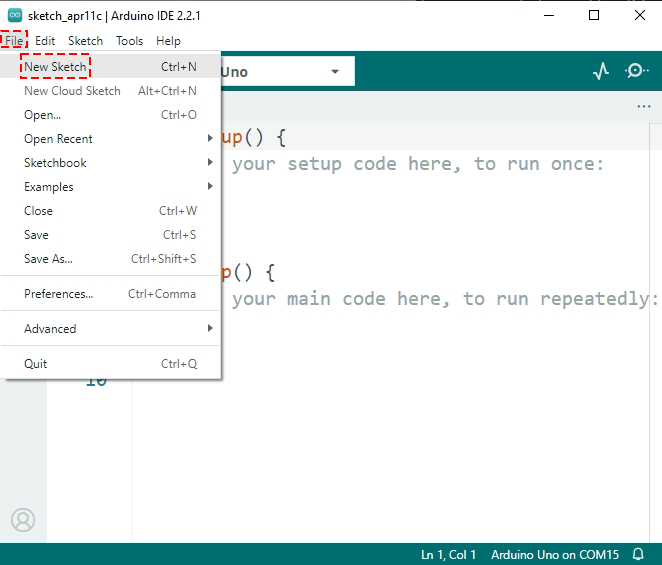 sketch_apr11c | Arduino IDE 2.2.1
File Edit Sketch Tools Help
New Sketch Ctrl+N
Uno
New Cloud Sketch Alt+Ctrl+N
Open... Ctrl+O
...
Open Recent
up() {
Sketchbook
your setup code here, to run once:
Examples
Close Ctrl+W
Save Ctrl+S
Save As... Ctrl+Shift+S
p() {
Preferences... Ctrl+Comma
your main code here, to run repeatedly:
Advanced
Quit Ctrl+Q
10
Ln 1, Col 1 Arduino Uno on COM15